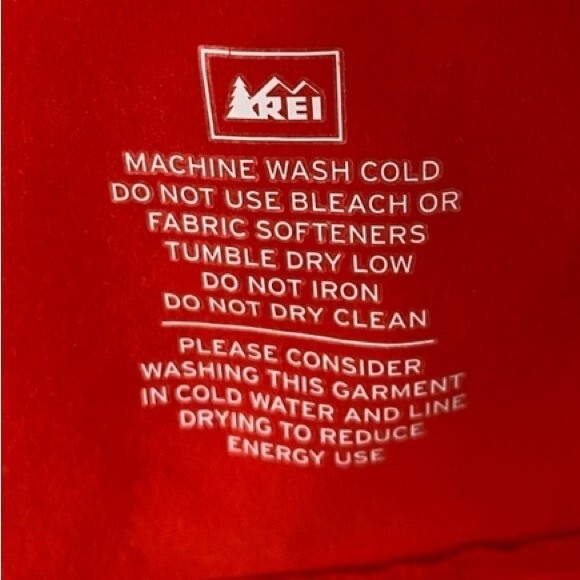 REI
MACHINE WASH COLD
DO NOT USE BLEACH OR
FABRIC SOFTENERS
TUMBLE DRY LOW
DO NOT IRON
DO NOT DRY CLEAN
PLEASE CONSIDER
WASHING THIS GARMENT
IN COLD WATER AND LINE
DRYING TO REDUCE
ENERGY USE